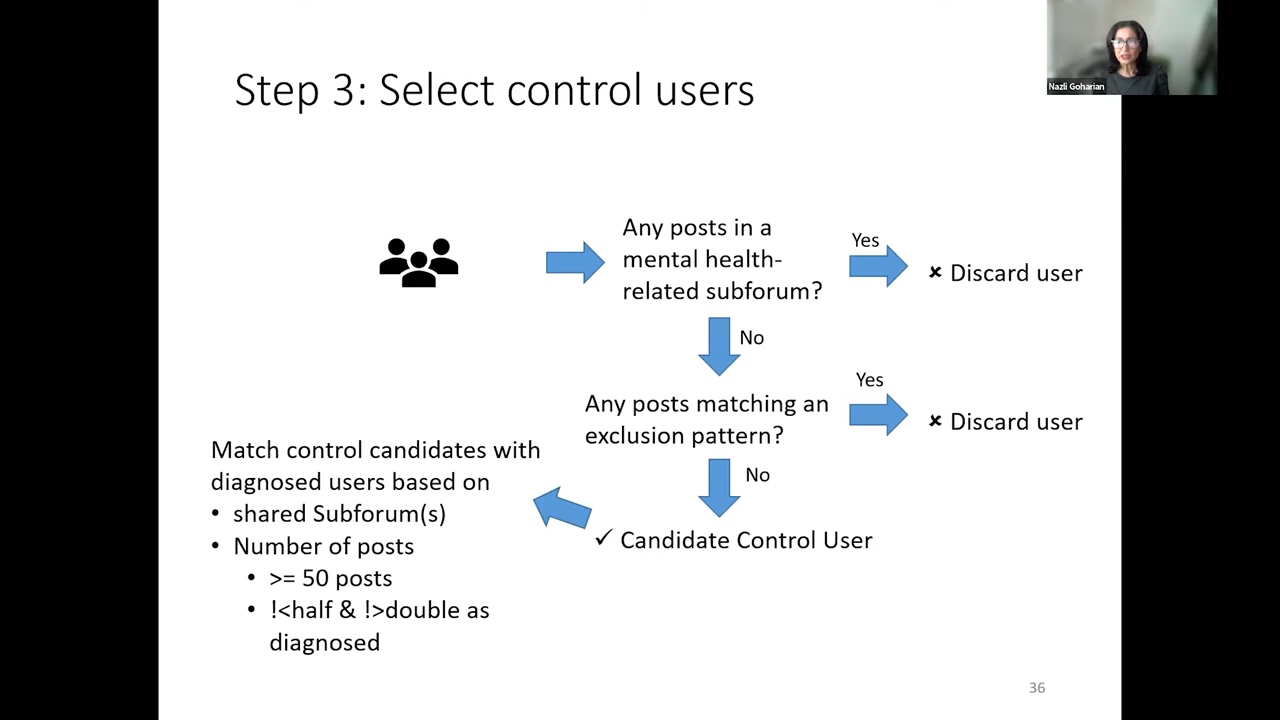 Nazli Goharian
Step 3: Select control users
Any posts in a
mental health-
related subforum?
Yes
✘ Discard user
No
Any posts matching an
exclusion pattern?
Yes
✘ Discard user
No
✓ Candidate Control User
Match control candidates with
diagnosed users based on
• shared Subforum(s)
• Number of posts
• >= 50 posts
• !<half & !>double as
diagnosed
36